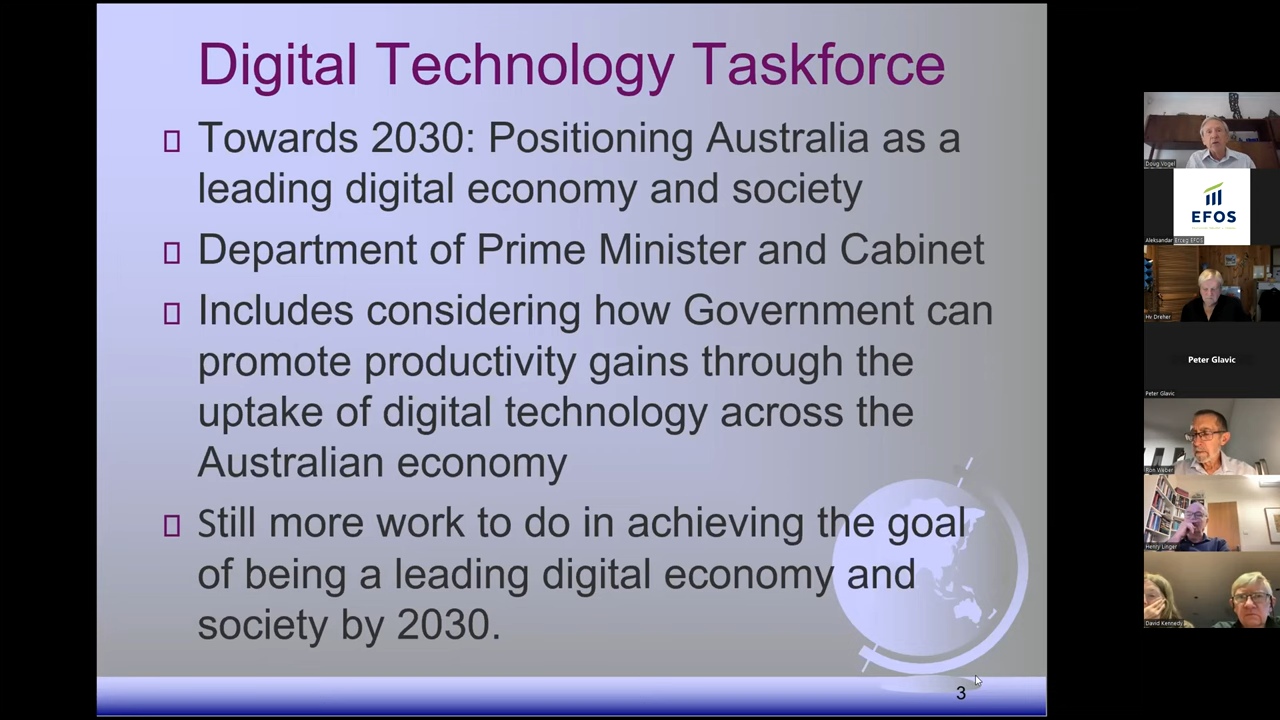 Digital Technology Taskforce
Towards 2030: Positioning Australia as a
leading digital economy and society
Department of Prime Minister and Cabinet
Includes considering how Government can
promote productivity gains through the
uptake of digital technology across the
Australian economy
Still more work to do in achieving the goal
of being a leading digital economy and
society by 2030.
3
Doug Vogel
EFOS
Aleksandar Erceg EFOS
Hv Dreher
Peter Glavic
Peter Glavic
Ron Weber
Henry Linger
David Kennedy